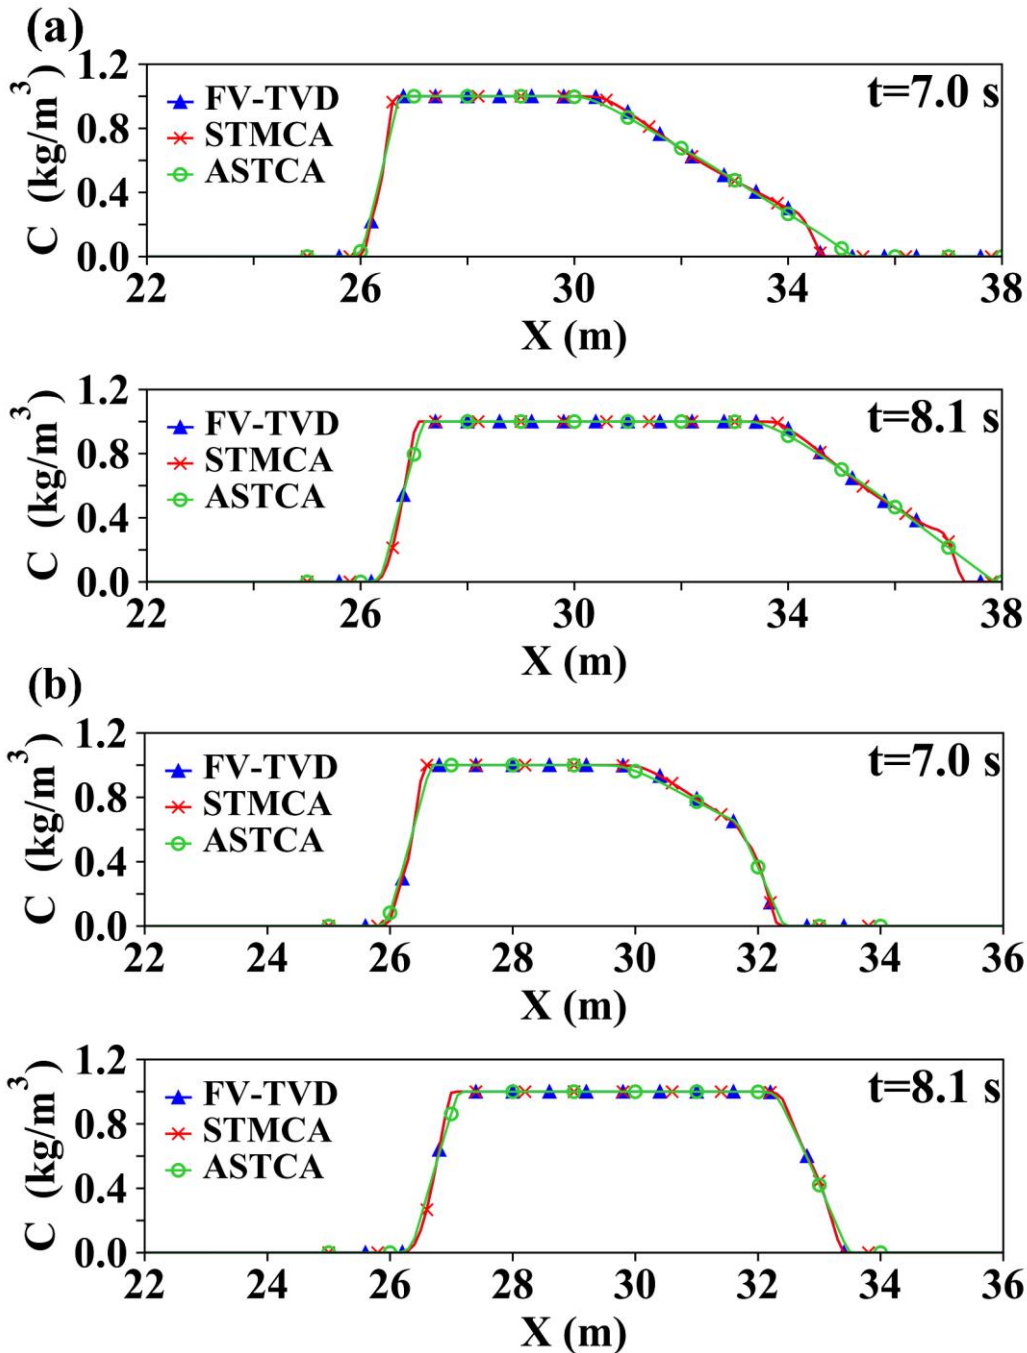 (a)
1.2
0.8
0.4
0.0
C (kg/m³)
FV-TVD
STMCA
ASTCA
t=7.0 s
22 26 30 34 38
X (m)
1.2
0.8
0.4
0.0
C (kg/m³)
FV-TVD
STMCA
ASTCA
t=8.1 s
22 26 30 34 38
X (m)
(b)
1.2
0.8
0.4
0.0
C (kg/m³)
FV-TVD
STMCA
ASTCA
t=7.0 s
22 24 26 28 30 32 34 36
X (m)
1.2
0.8
0.4
0.0
C (kg/m³)
FV-TVD
STMCA
ASTCA
t=8.1 s
22 24 26 28 30 32 34 36
X (m)